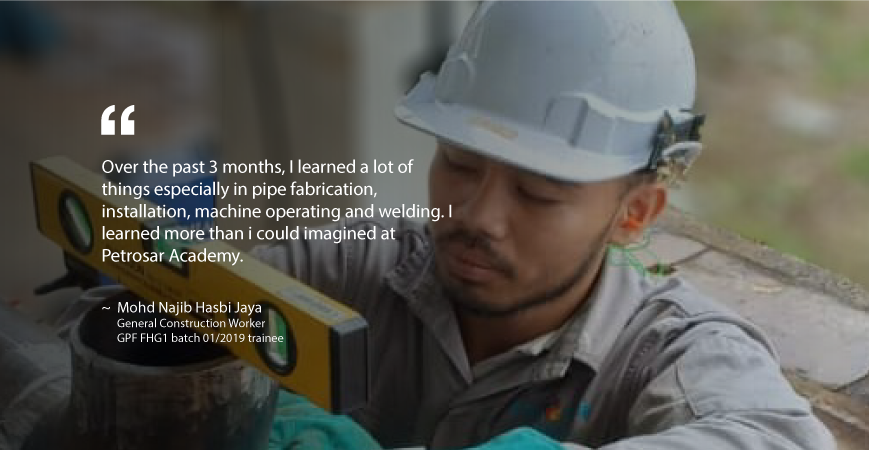 “
Over the past 3 months, I learned a lot of
things especially in pipe fabrication,
installation, machine operating and welding. I
learned more than i could imagined at
Petrosar Academy.
~ Mohd Najib Hasbi Jaya
General Construction Worker
GPF FHG1 batch 01/2019 trainee